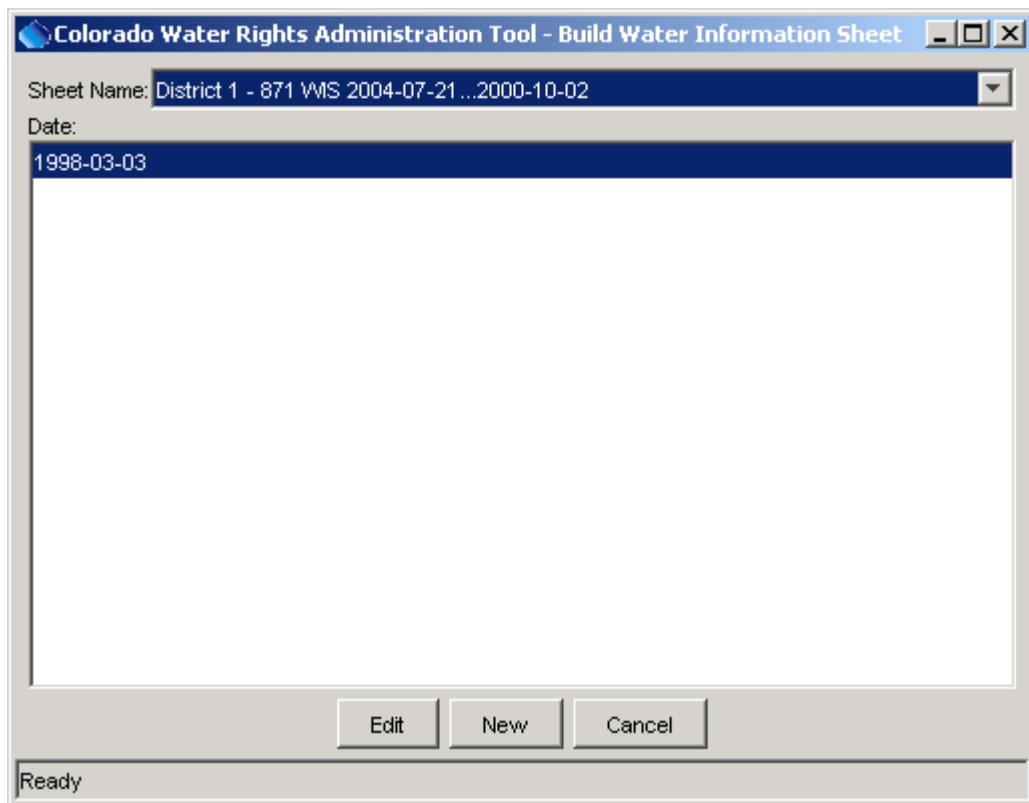 Colorado Water Rights Administration Tool - Build Water Information Sheet
Sheet Name: District 1 - 871 WIS 2004-07-21...2000-10-02
Date:
1998-03-03
Edit New Cancel
Ready